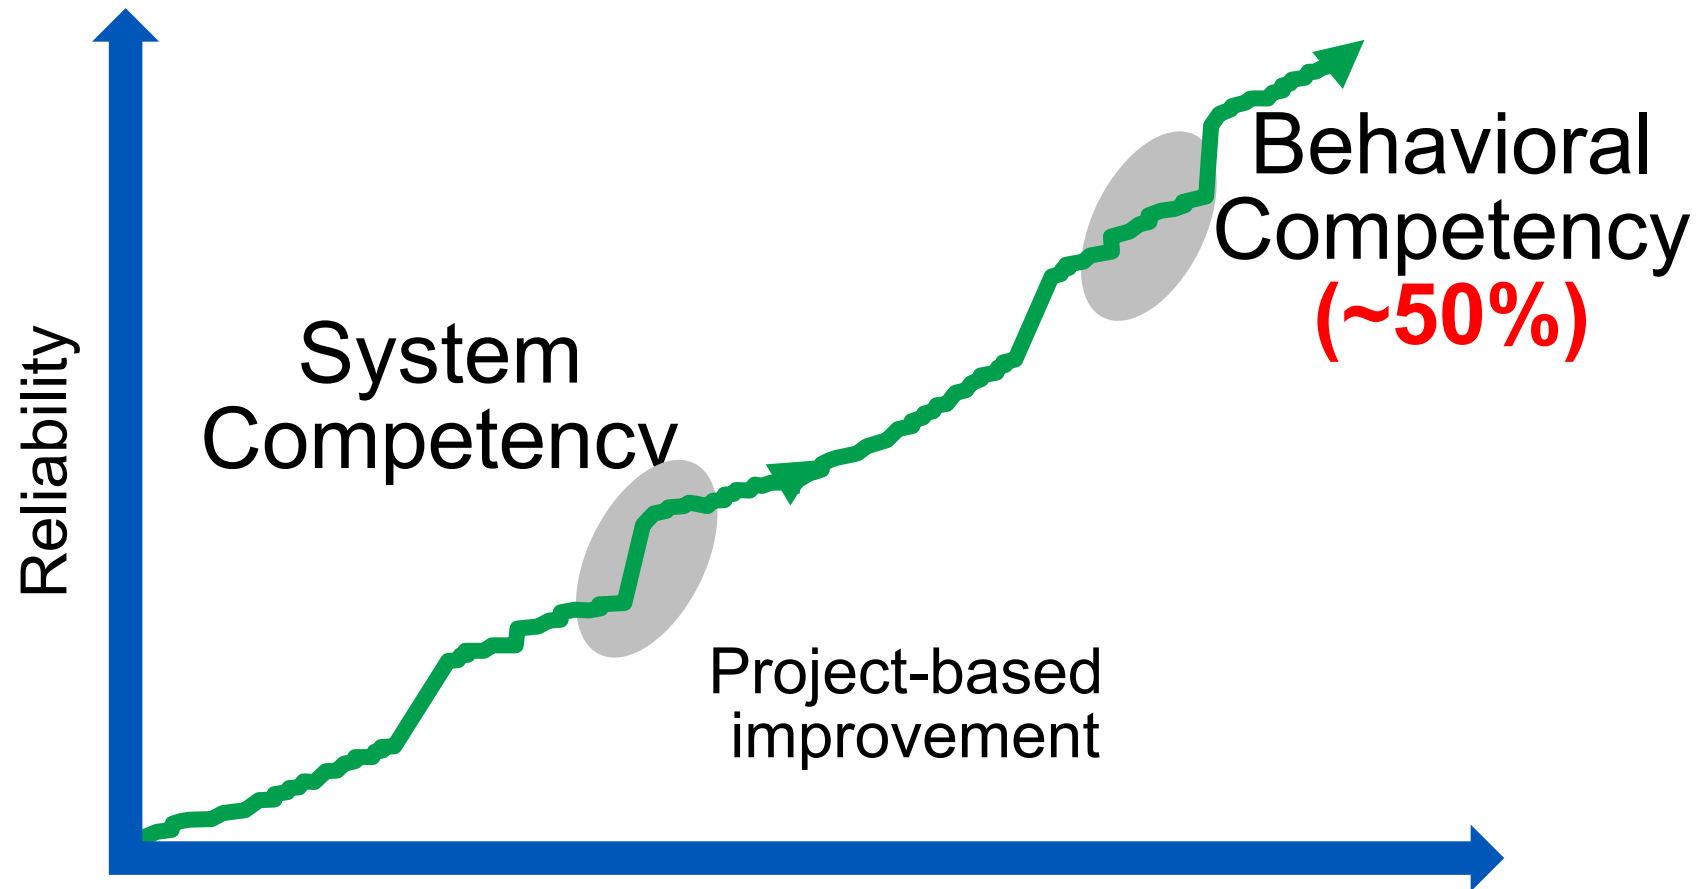 Behavioral
Competency
(~50%)
System
Competency
Reliability
Project-based
improvement